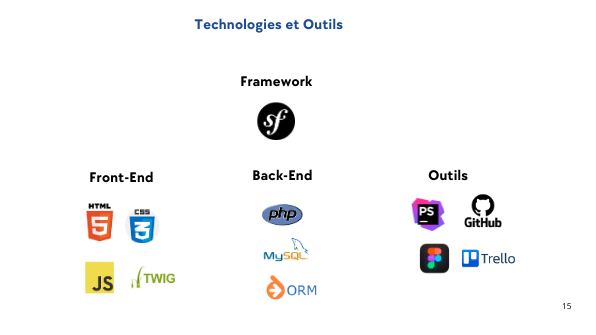 Technologies et Outils
Framework
sf
Front-End
HTML
5
CSS
3
JS
TWIG
Back-End
php
MySQL
ORM
Outils
PS
GitHub
Trello
15